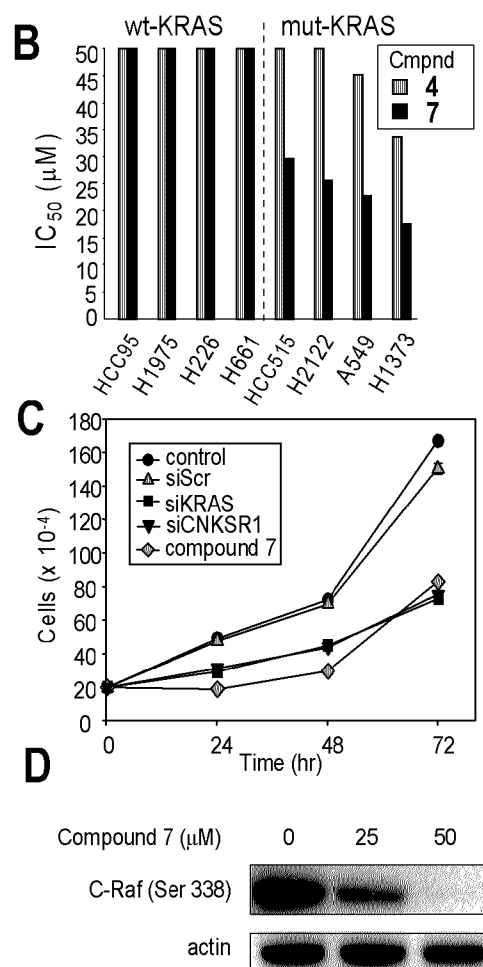 B
wt-KRAS mut-KRAS
Cmpnd
4
7
IC50 (μM)
50
45
40
35
30
25
20
15
10
5
0
HCC95 H1975 H226 H661 HCC515 H2122 A549 H1373
C
control
siScr
siKRAS
siCNKSR1
compound 7
Cells (x 10-4)
180
160
140
120
100
80
60
40
20
0
0 24 48 72
Time (hr)
D
Compound 7 (μM) 0 25 50
C-Raf (Ser 338)
actin